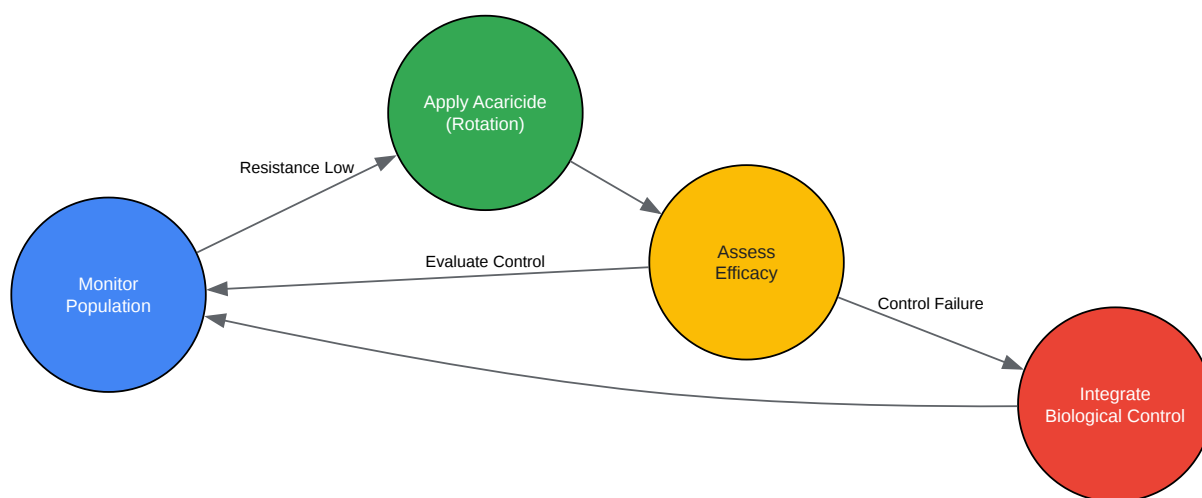 Apply Acaricide
(Rotation)
Resistance Low
Assess
Efficacy
Evaluate Control
Monitor
Population
Control Failure
Integrate
Biological Control